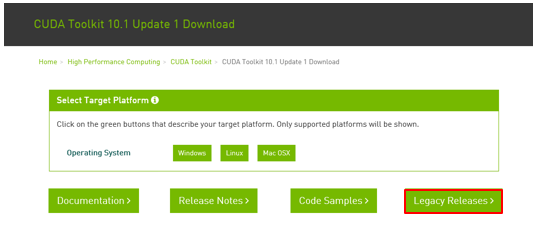 CUDA Toolkit 10.1 Update 1 Download
Home > High Performance Computing > CUDA Toolkit > CUDA Toolkit 10.1 Update 1 Download
Select Target Platform
Click on the green buttons that describe your target platform. Only supported platforms will be shown.
Operating System Windows Linux Mac OSX
Documentation > Release Notes > Code Samples > Legacy Releases >